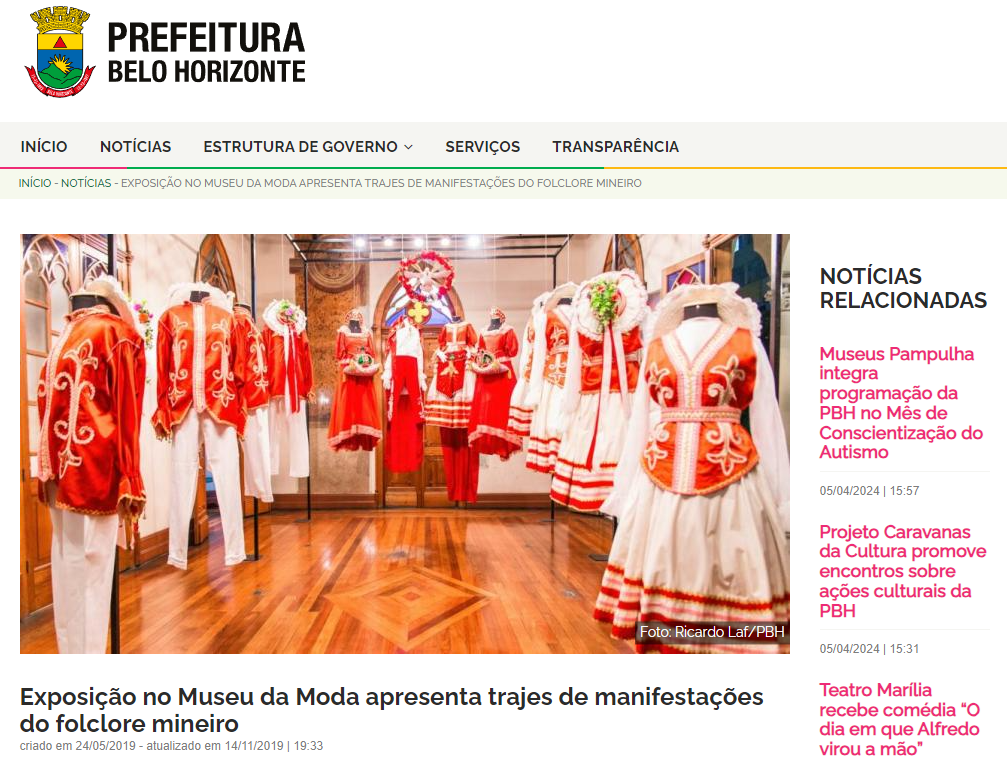 PREFEITURA
BELO HORIZONTE
INÍCIO NOTÍCIAS ESTRUTURA DE GOVERNO SERVIÇOS TRANSPARÊNCIA
INÍCIO - NOTÍCIAS - EXPOSIÇÃO NO MUSEU DA MODA APRESENTA TRAJES DE MANIFESTAÇÕES DO FOLCLORE MINEIRO
Foto: Ricardo Laf/PBH
Exposição no Museu da Moda apresenta trajes de manifestações
do folclore mineiro
criado em 24/05/2019 - atualizado em 14/11/2019 | 19:33
NOTÍCIAS
RELACIONADAS
Museus Pampulha
integra
programação da
PBH no Mês de
Conscientização do
Autismo
05/04/2024 | 15:57
Projeto Caravanas
da Cultura promove
encontros sobre
ações culturais da
PBH
05/04/2024 | 15:31
Teatro Marília
recebe comédia “O
dia em que Alfredo
virou a mão”